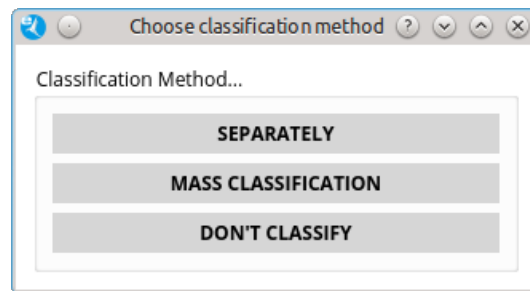 Choose classification method
Classification Method...
SEPARATELY
MASS CLASSIFICATION
DON'T CLASSIFY